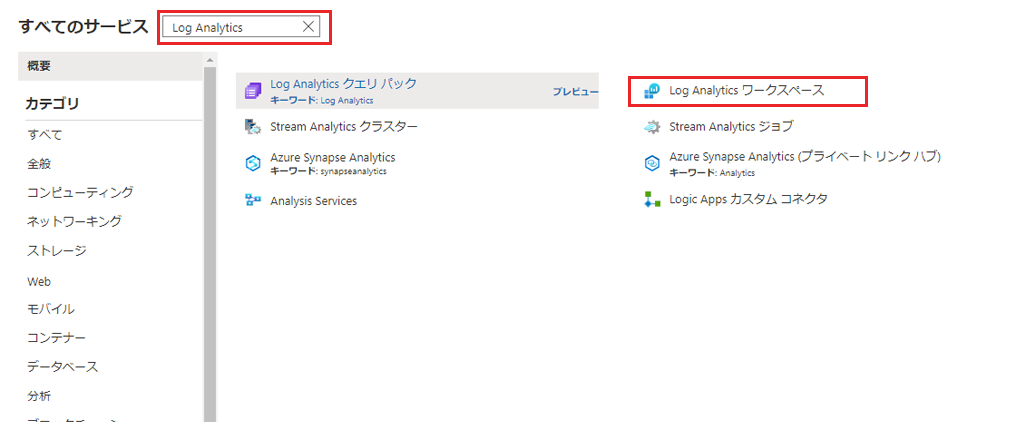 すべてのサービス
Log Analytics
概要
カテゴリ
すべて
全般
コンピューティング
ネットワーキング
ストレージ
Web
モバイル
コンテナー
データベース
分析
Log Analytics クエリ パック
キーワード: Log Analytics
プレビュー
Stream Analytics クラスター
Azure Synapse Analytics
キーワード: synapseanalytics
Analysis Services
Log Analytics ワークスペース
Stream Analytics ジョブ
Azure Synapse Analytics (プライベート リンク ハブ)
キーワード: Analytics
Logic Apps カスタム コネクタ